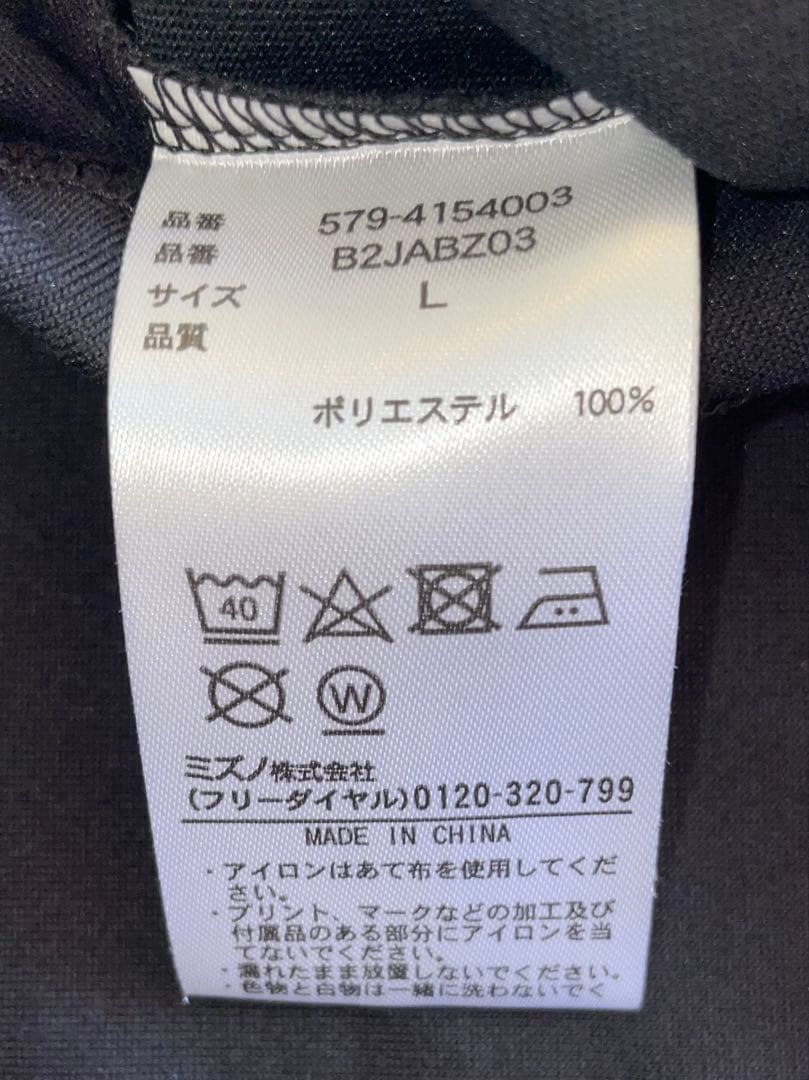 品番 579-4154003
品番 B2JABZ03
サイズ L
品質
ポリエステル 100%
40
W
ミズノ株式会社
(フリーダイヤル)0120-320-799
MADE IN CHINA
・アイロンはあて布を使用してくだ
さい。
・プリント、マークなどの加工及び
付属品のある部分にアイロンを当
てないでください。
・濡れたまま放置しないでください。
・色物と白物は一緒に洗わないでく